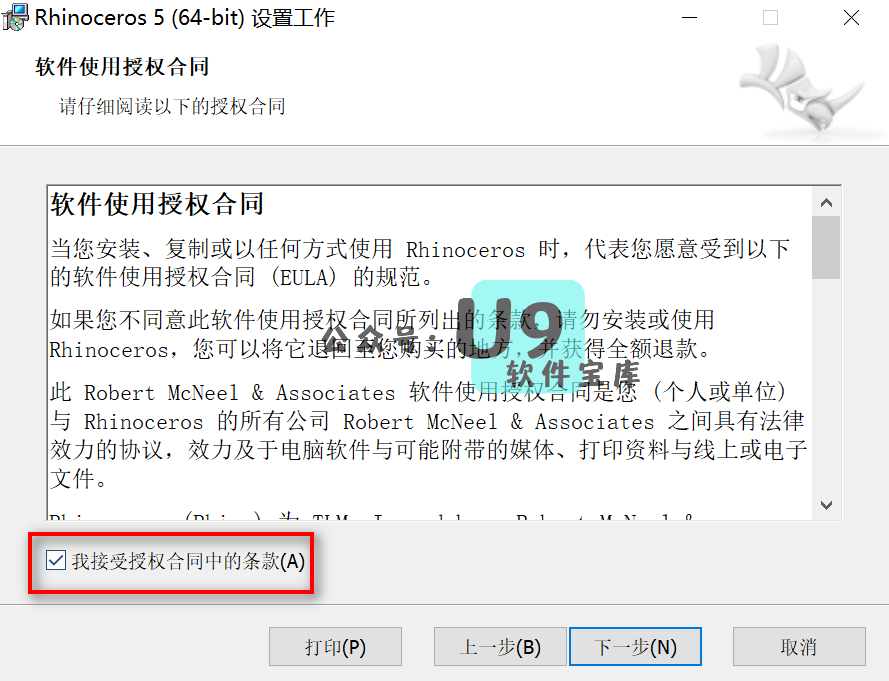 Rhinoceros 5 (64-bit) 设置工作
软件使用授权合同
请仔细阅读以下的授权合同
软件使用授权合同
当您安装、复制或以任何方式使用 Rhinoceros 时，代表您愿意受到以下
的软件使用授权合同 (EULA) 的规范。
如果您不同意此软件使用授权合同所列出的条款，请勿安装或使用
Rhinoceros，您可以将它退回至您购买的地方，并获得全额退款。
公众号：U9
软件宝库
此 Robert McNeel & Associates 软件使用授权合同是您 (个人或单位)
与 Rhinoceros 的所有公司 Robert McNeel & Associates 之间具有法律
效力的协议，效力及于电脑软件与可能附带的媒体、打印资料与线上或电子
文件。
我接受授权合同中的条款(A)
打印(P)
上一步(B)
下一步(N)
取消